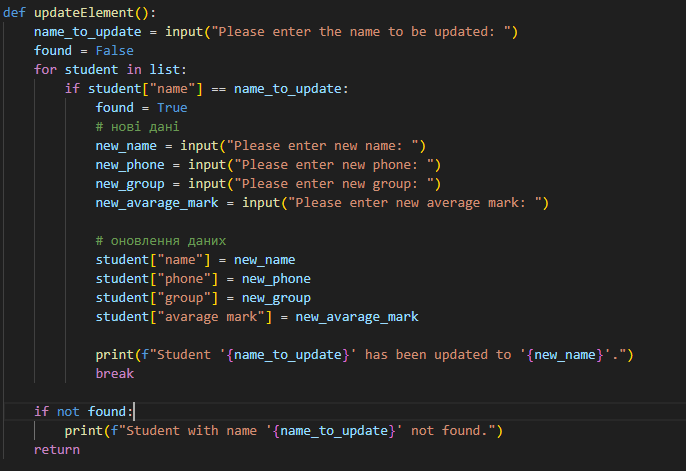 def updateElement():
name_to_update = input("Please enter the name to be updated: ")
found = False
for student in list:
if student["name"] == name_to_update:
found = True
# нові дані
new_name = input("Please enter new name: ")
new_phone = input("Please enter new phone: ")
new_group = input("Please enter new group: ")
new_avarage_mark = input("Please enter new average mark: ")
# оновлення даних
student["name"] = new_name
student["phone"] = new_phone
student["group"] = new_group
student["avarage mark"] = new_avarage_mark
print(f"Student '{name_to_update}' has been updated to '{new_name}'.")
break
if not found:
print(f"Student with name '{name_to_update}' not found.")
return